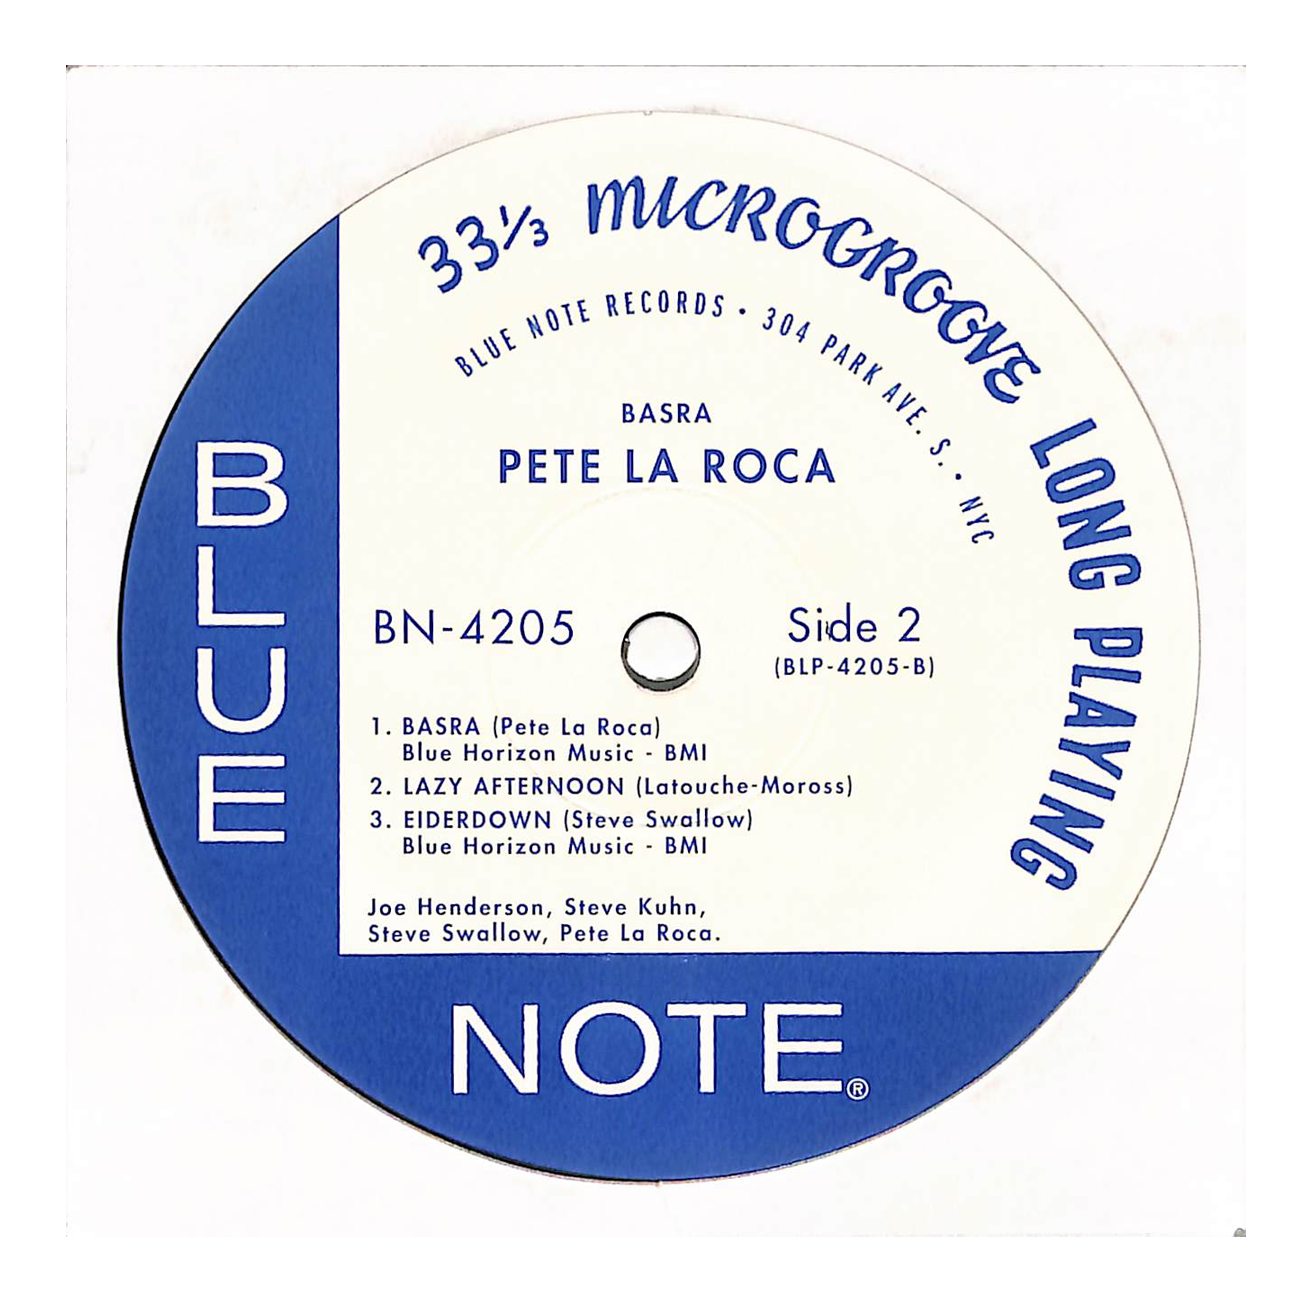 33⅓ MICROGROOVE LONG PLAYING
BLUE NOTE RECORDS • 304 PARK AVE. S. • NYC
BASRA
PETE LA ROCA
BN-4205
Side 2
(BLP-4205-B)
1. BASRA (Pete La Roca)
Blue Horizon Music - BMI
2. LAZY AFTERNOON (Latouche-Moross)
3. EIDERDOWN (Steve Swallow)
Blue Horizon Music - BMI
Joe Henderson, Steve Kuhn,
Steve Swallow, Pete La Roca.
BLUE
NOTE®